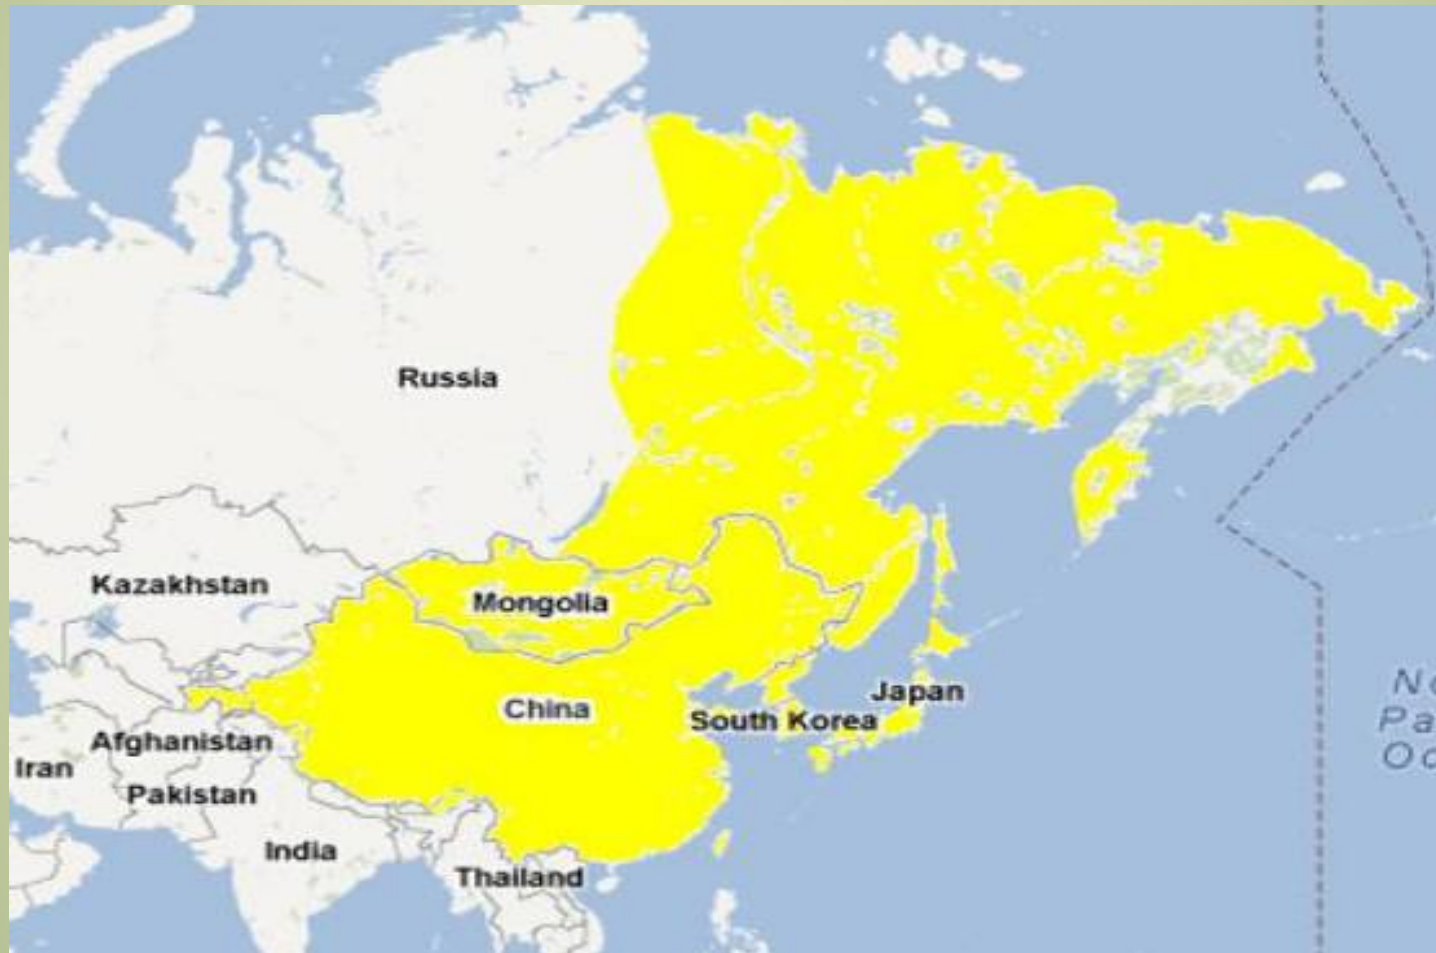 Russia
Kazakhstan
Mongolia
China
Japan
South Korea
Afghanistan
Iran
Pakistan
India
Thailand